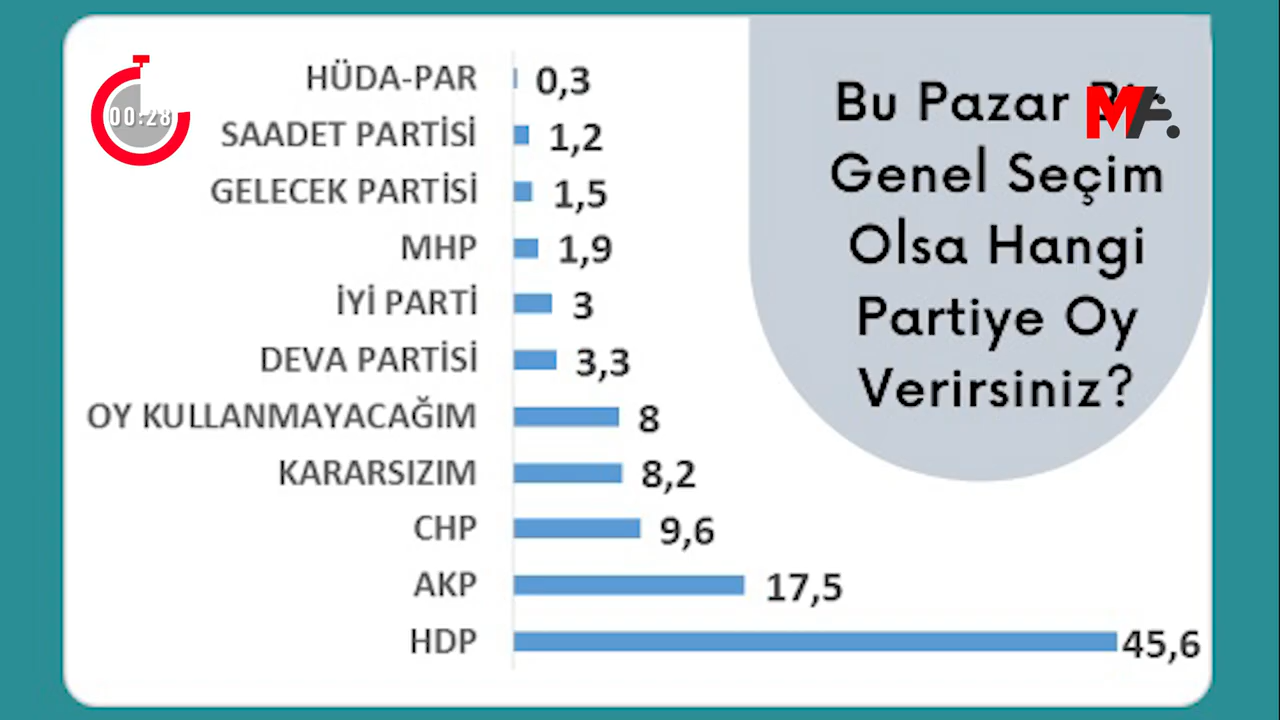 HÜDA-PAR 0,3
SAADET PARTİSİ 1,2
GELECEK PARTİSİ 1,5
MHP 1,9
İYİ PARTİ 3
DEVA PARTİSİ 3,3
OY KULLANMAYACAĞIM 8
KARARSIZIM 8,2
CHP 9,6
AKP 17,5
HDP 45,6
00:28
Bu Pazar
Genel Seçim
Olsa Hangi
Partiye Oy
Verirsiniz?
MA